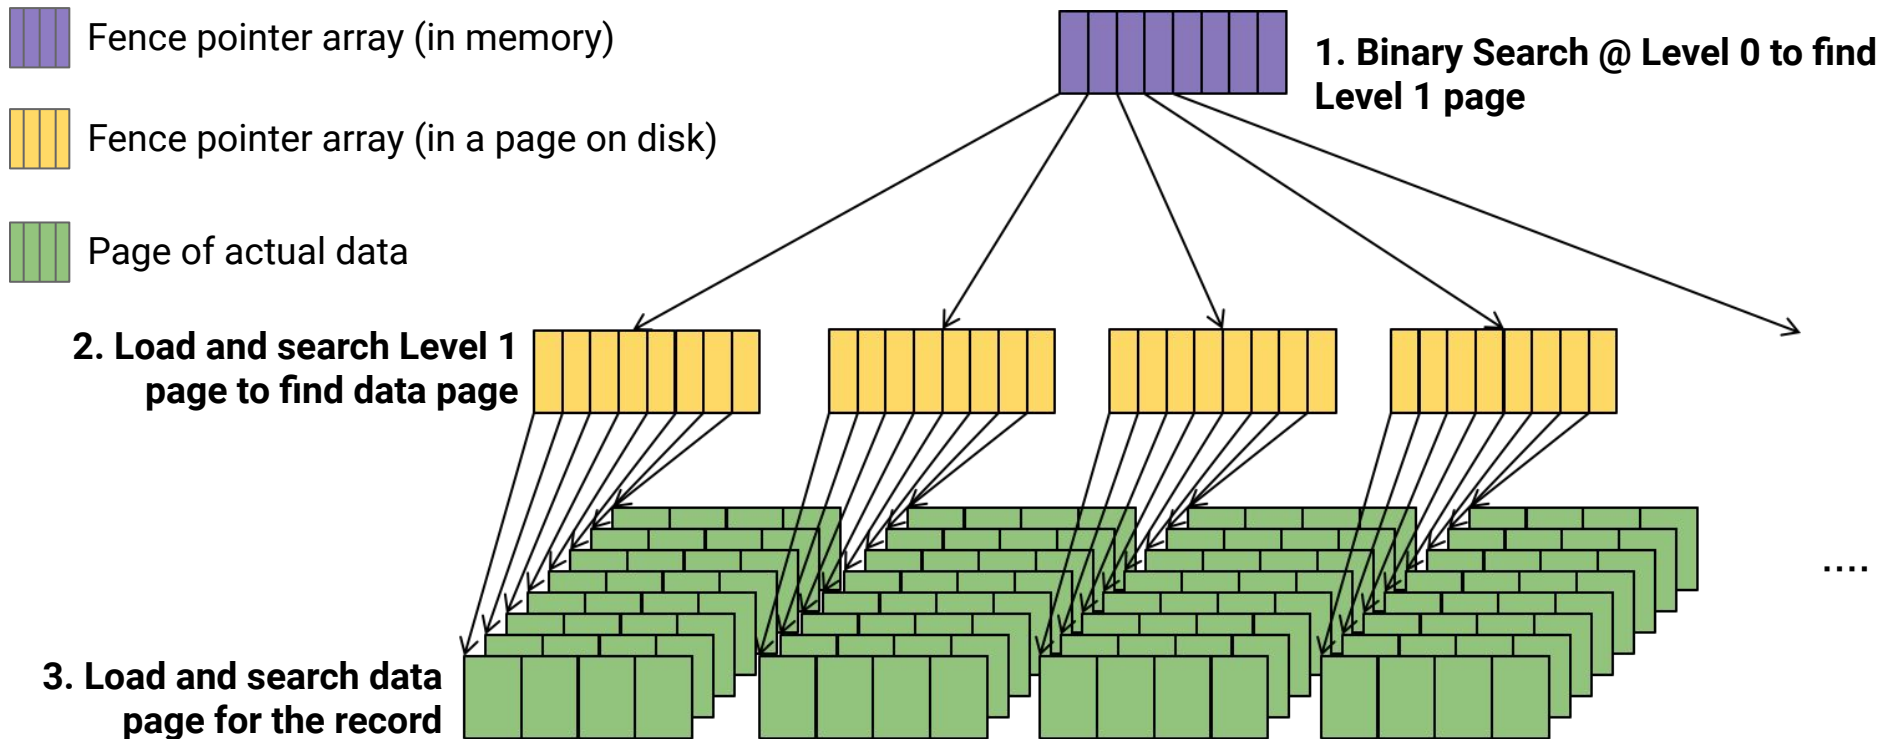 Fence pointer array (in memory)
Fence pointer array (in a page on disk)
Page of actual data
1. Binary Search @ Level 0 to find
Level 1 page
2. Load and search Level 1
page to find data page
....
3. Load and search data
page for the record